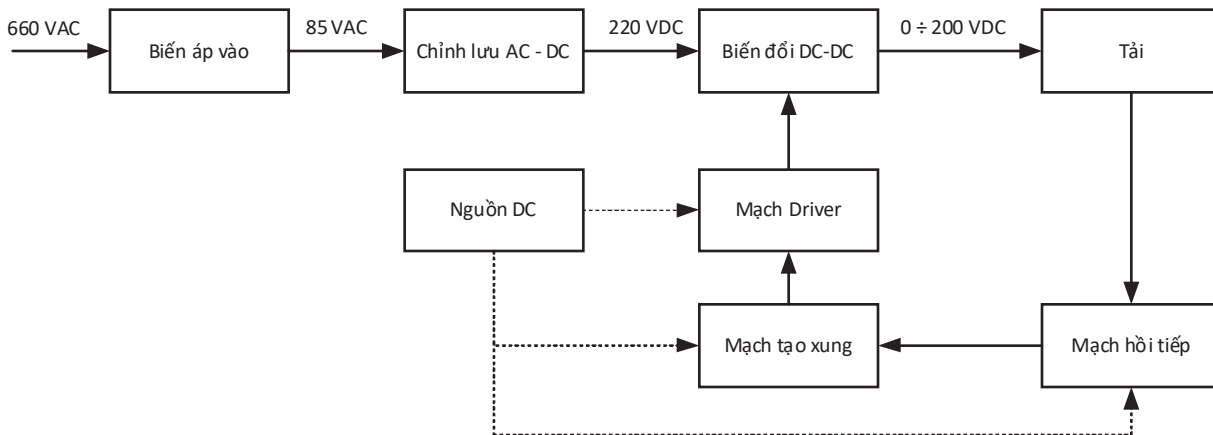 660 VAC
Biến áp vào
85 VAC
Chỉnh lưu AC - DC
220 VDC
Biến đổi DC-DC
0 ÷ 200 VDC
Tải
Nguồn DC
Mạch Driver
Mạch tạo xung
Mạch hồi tiếp